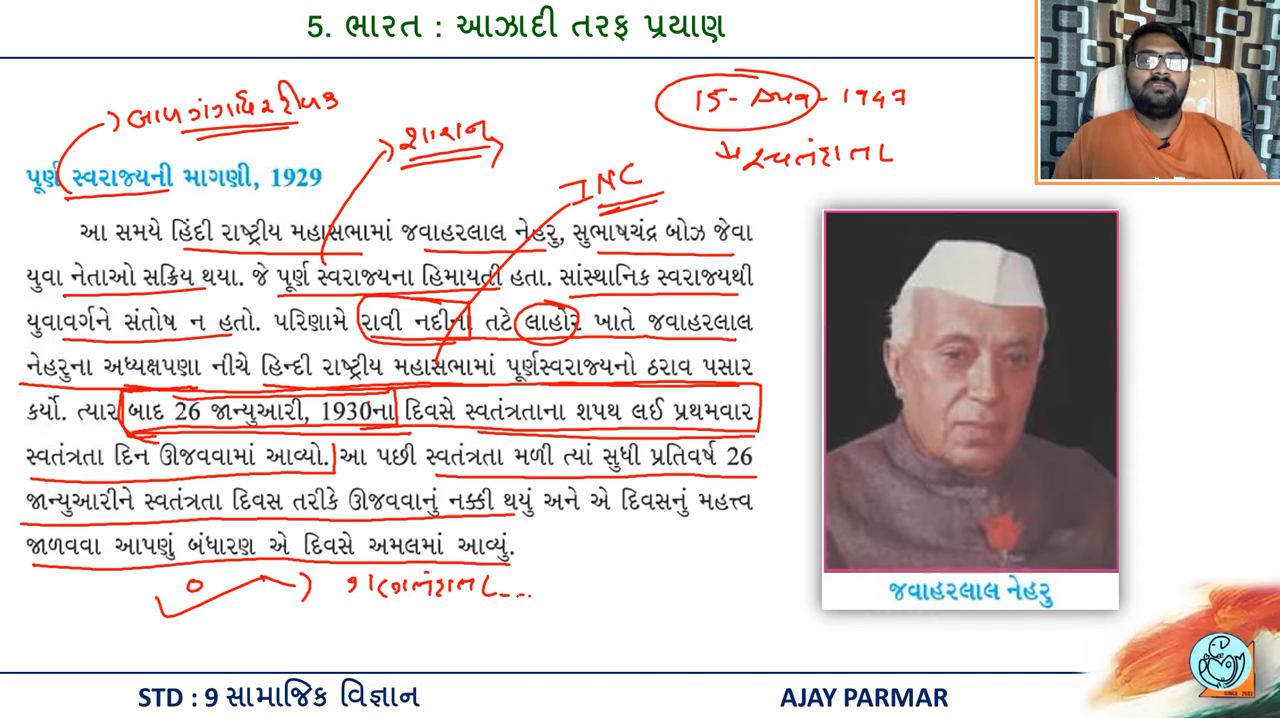 5. ભારત : આઝાદી તરફ પ્રયાણ
બાળ ગંગાધર ટીળક
15- - 1947
શાસન
સ્વતંત્રતા
INC
પૂર્ણ સ્વરાજ્યની માગણી, 1929
આ સમયે હિંદી રાષ્ટ્રીય મહાસભામાં જવાહરલાલ નેહરુ, સુભાષચંદ્ર બોઝ જેવા
યુવા નેતાઓ સક્રિય થયા. જે પૂર્ણ સ્વરાજ્યના હિમાયતી હતા. સાંસ્થાનિક સ્વરાજ્યથી
યુવાવર્ગને સંતોષ ન હતો. પરિણામે રાવી નદીના તટે લાહોર ખાતે જવાહરલાલ
નેહરુના અધ્યક્ષપણા નીચે હિન્દી રાષ્ટ્રીય મહાસભામાં પૂર્ણસ્વરાજ્યનો ઠરાવ પસાર
કર્યો. ત્યાર બાદ 26 જાન્યુઆરી, 1930ના દિવસે સ્વતંત્રતાના શપથ લઈ પ્રથમવાર
સ્વતંત્રતા દિન ઊજવવામાં આવ્યો. આ પછી સ્વતંત્રતા મળી ત્યાં સુધી પ્રતિવર્ષ 26
જાન્યુઆરીને સ્વતંત્રતા દિવસ તરીકે ઊજવવાનું નક્કી થયું અને એ દિવસનું મહત્ત્વ
જાળવવા આપણું બંધારણ એ દિવસે અમલમાં આવ્યું.
જવાહરલાલ નેહરુ
STD : 9 સામાજિક વિજ્ઞાન
AJAY PARMAR